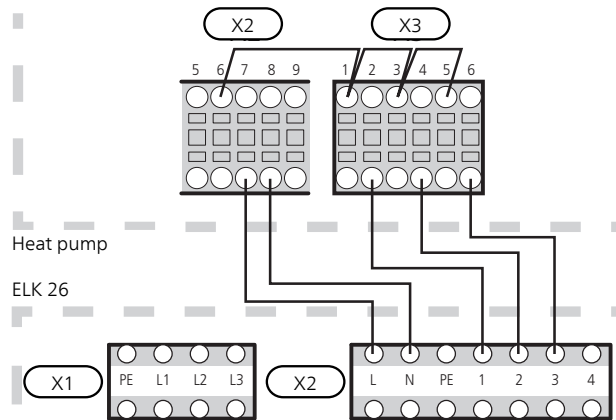 X2 X3
5 6 7 8 9 1 2 3 4 5 6
Heat pump
ELK 26
X1 PE L1 L2 L3 X2 L N PE 1 2 3 4